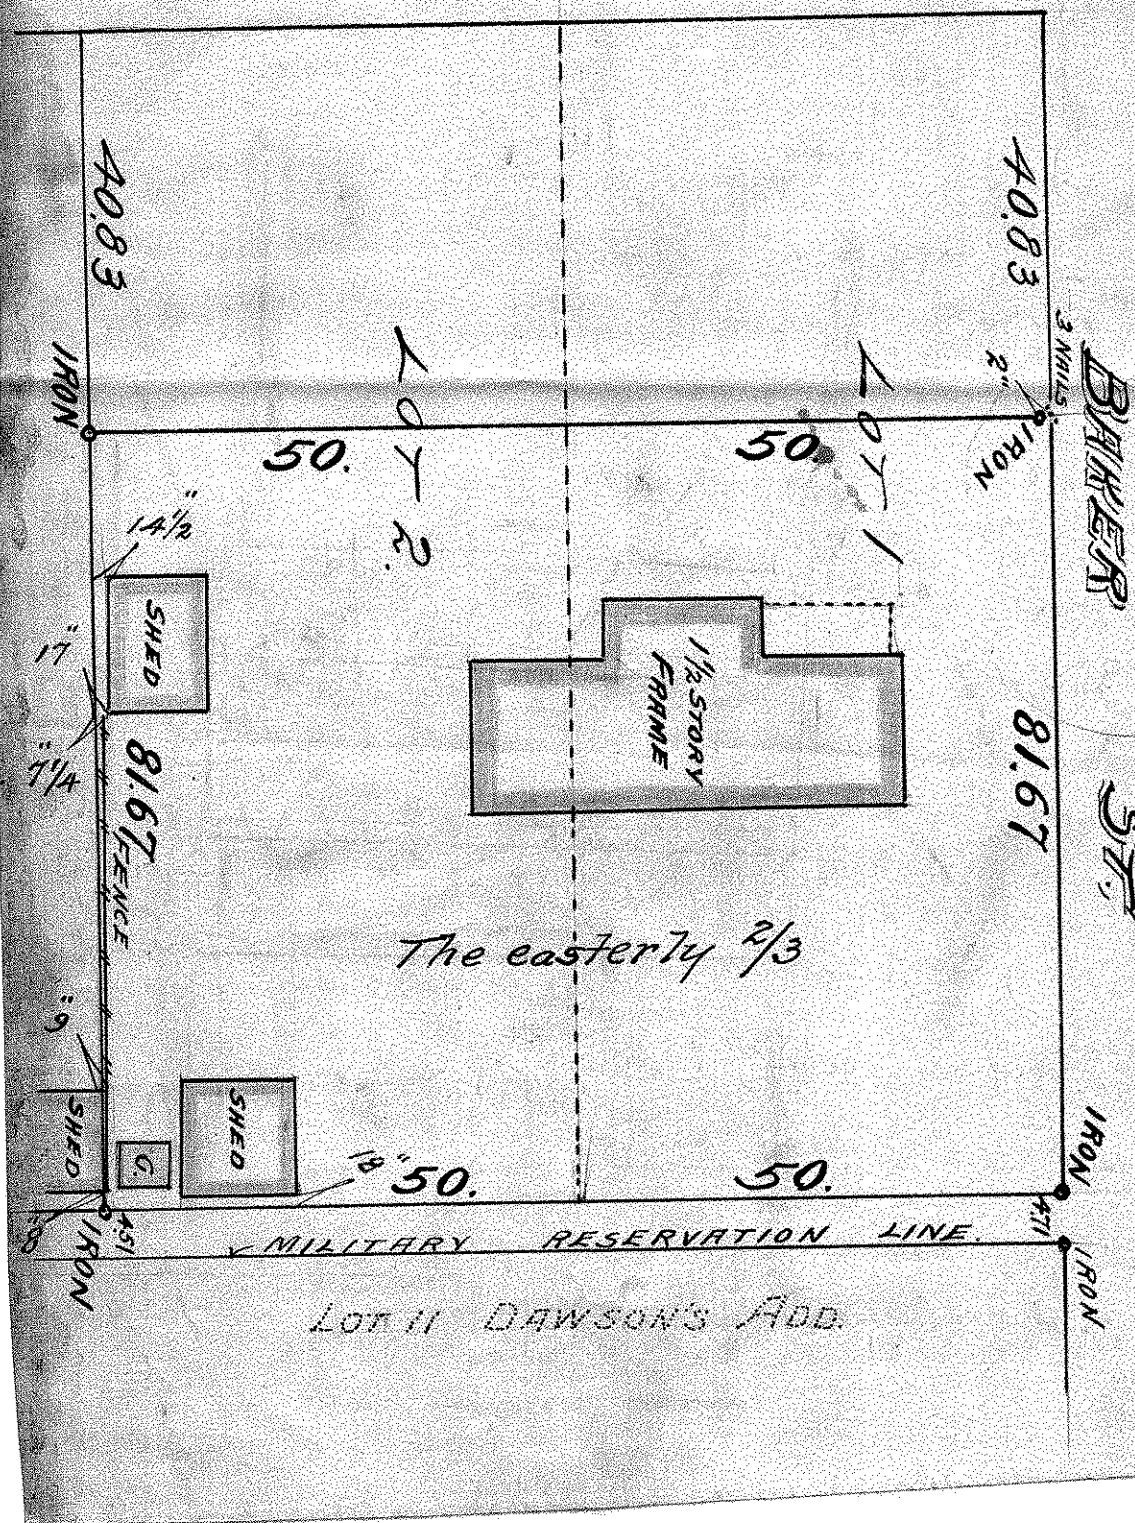 40.83
40.83
3 NAILS
2"
IRON
IRON
BAKER ST.
LOT 2.
LOT 1
50.
50.
14½"
SHED
17"
7¼"
81.67
FENCE
1½ STORY
FRAME
81.67
The easterly 2/3
9"
SHED
G.
SHED
18"
50.
50.
IRON
8"
IRON
4.51
4.71
MILITARY RESERVATION LINE.
IRON
LOT 11 DAWSON'S ADD.